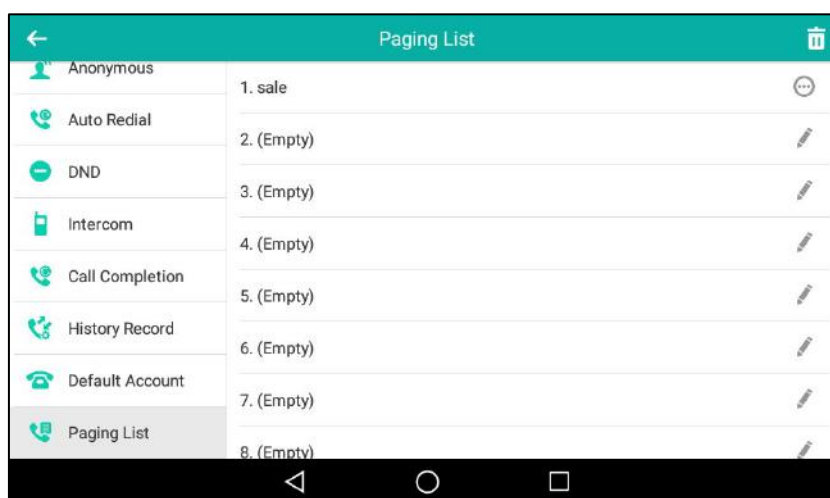 Paging List
Anonymous
Auto Redial
DND
Intercom
Call Completion
History Record
Default Account
Paging List
1. sale
2. (Empty)
3. (Empty)
4. (Empty)
5. (Empty)
6. (Empty)
7. (Empty)
8. (Empty)